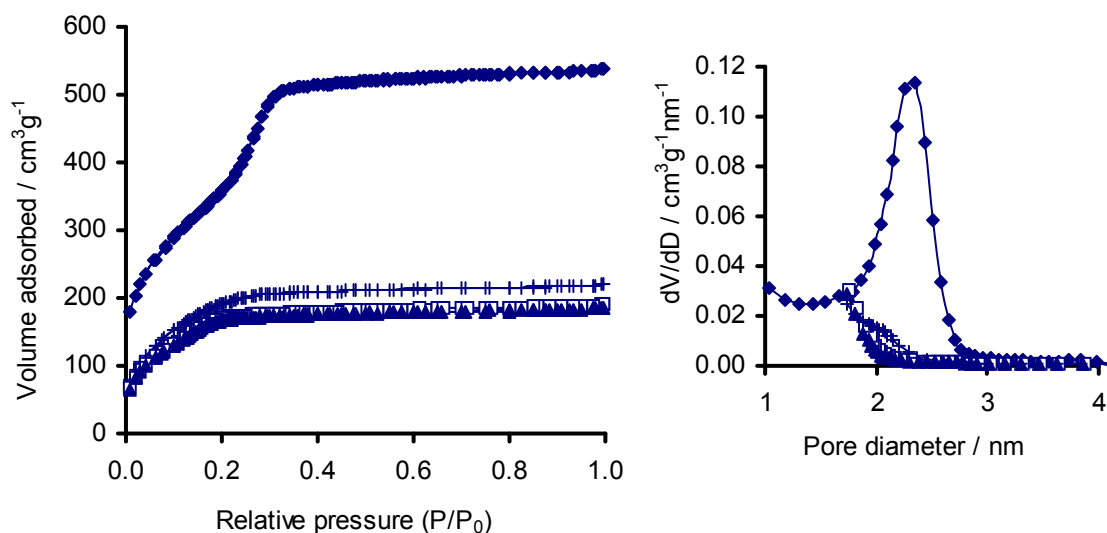 600
500
400
300
200
100
0
0.0 0.2 0.4 0.6 0.8 1.0
Volume adsorbed / cm³g⁻¹
Relative pressure (P/P₀)
0.12
0.10
0.08
0.06
0.04
0.02
0.00
1 2 3 4
dV/dD / cm³g⁻¹nm⁻¹
Pore diameter / nm